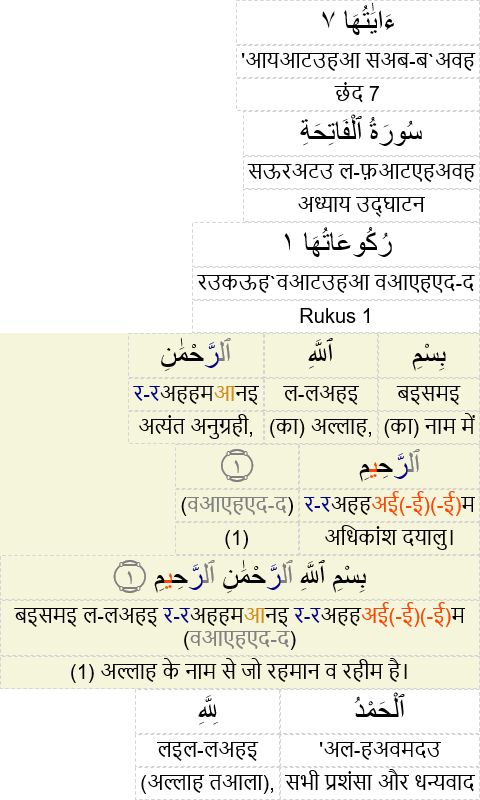 ءَايَٰتُهَا ٧
'आयआटउहआ सअब-ब`अवह
छंद 7
سُورَةُ ٱلْفَاتِحَةِ
सऊरअटउ ल-फ़आटएहअवह
अध्याय उद्घाटन
رُكُوعَاتُهَا ١
रउकऊह`वआटउहआ वआएहएद-द
Rukus 1
بِسْمِ ٱللَّهِ ٱلرَّحْمَٰنِ
बइसमइ ल-लअहइ र-रअहहमआनइ
(का) नाम में (का) अल्लाह, अत्यंत अनुग्रही,
ٱلرَّحِيمِ ١
र-रअहहअई(-ई)(-ई)म (वआएहएद-द)
अधिकांश दयालु। (1)
بِسْمِ ٱللَّهِ ٱلرَّحْمَٰنِ ٱلرَّحِيمِ ١
बइसमइ ल-लअहइ र-रअहहमआनइ र-रअहहअई(-ई)(-ई)म
(वआएहएद-द)
(1) अल्लाह के नाम से जो रहमान व रहीम है।
ٱلْحَمْدُ لِلَّهِ
'अल-हअवमदउ लइल-लअहइ
सभी प्रशंसा और धन्यवाद (अल्लाह तआला),